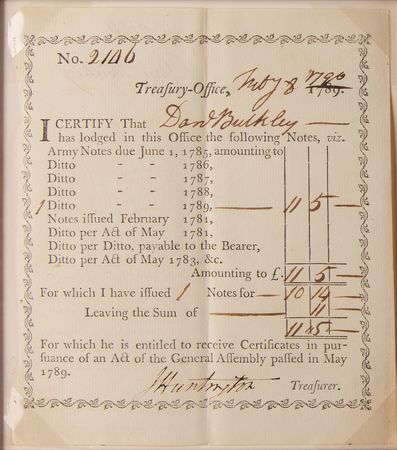 No. 2146
Treasury-Office, Feby 8 1790 1789.
I CERTIFY That Dan Bulkley
has lodged in this Office the following Notes, viz.
Army Notes due June 1, 1785, amounting to
Ditto - - 1786,
Ditto - - 1787,
Ditto - - 1788,
1 Ditto - - 1789, 11 5
Notes issued February 1781,
Ditto per Act of May 1781,
Ditto per Ditto, payable to the Bearer,
Ditto per Act of May 1783, &c.
Amounting to £. 11 5
For which I have issued 1 Notes for 10 14
Leaving the Sum of 11
11 5
For which he is entitled to receive Certificates in pur-
suance of an Act of the General Assembly passed in May
1789.
J Huntington Treasurer.